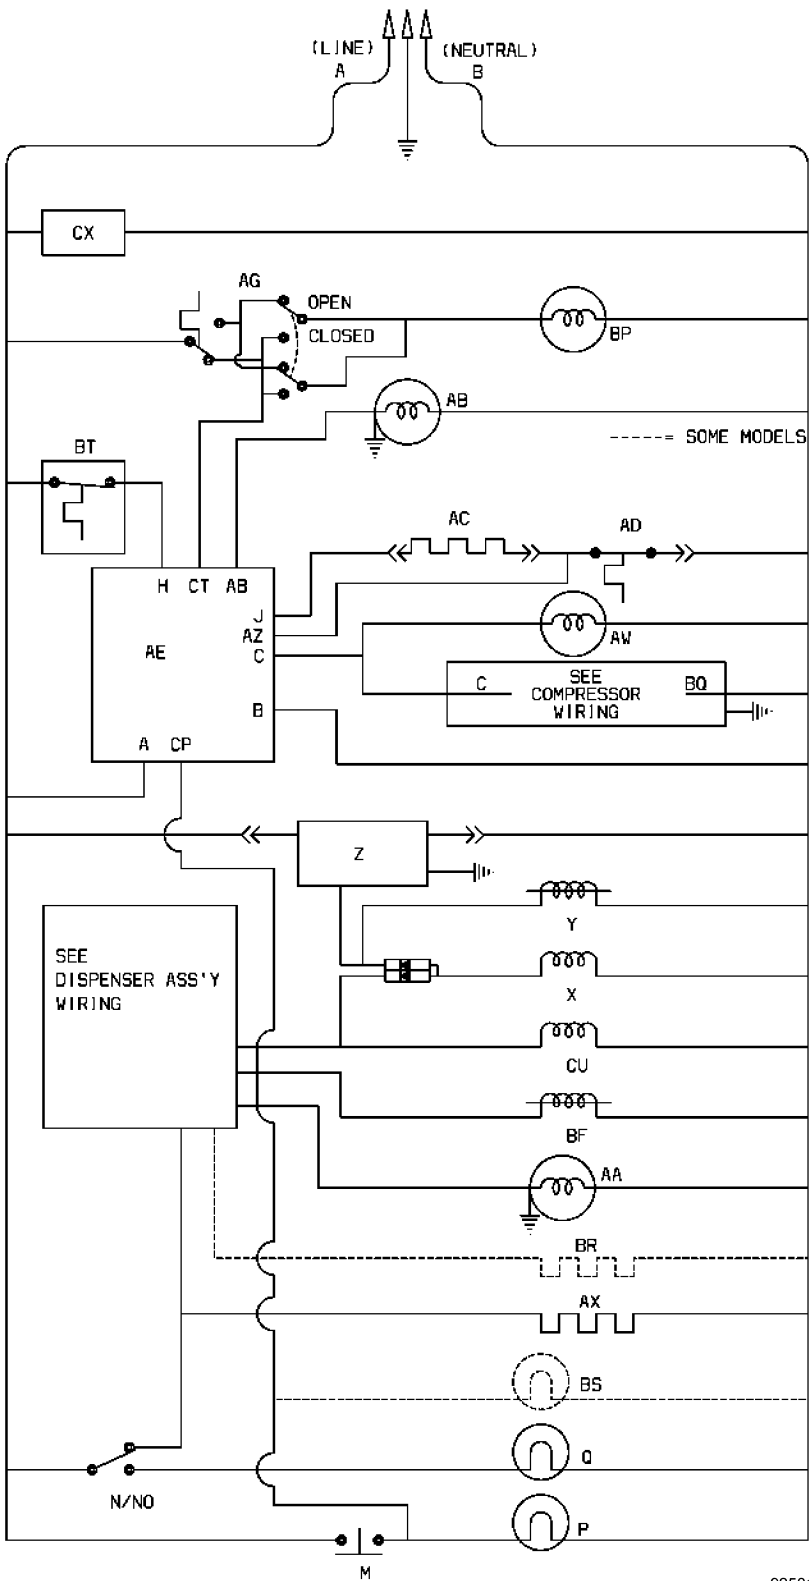 (LINE)
A
(NEUTRAL)
B
CX
AG
OPEN
CLOSED
BP
AB
-----= SOME MODELS
BT
AC
AD
H CT AB
J
AZ
C
AE
B
A CP
AW
C
SEE
COMPRESSOR
WIRING
BQ
Z
Y
SEE
DISPENSER ASS'Y
WIRING
X
CU
BF
AA
BR
AX
BS
Q
N/NO
P
M